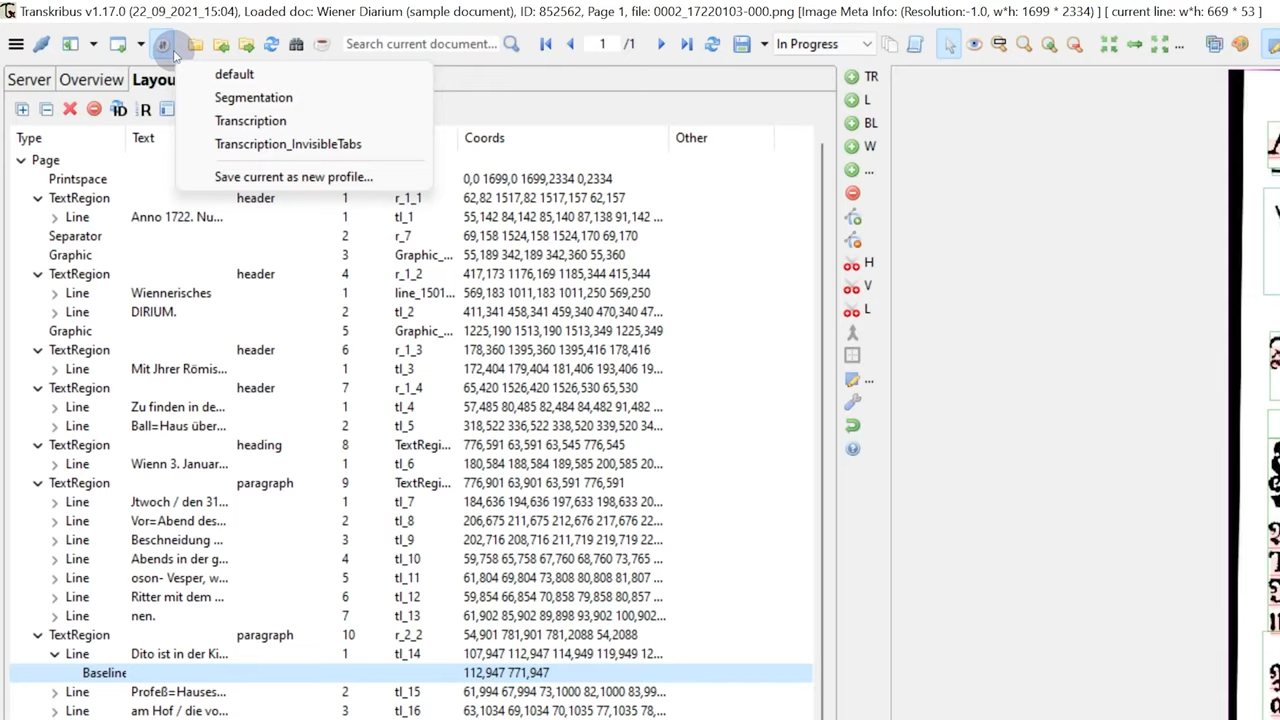 Transkribus v1.17.0 (22_09_2021_15:04), Loaded doc: Wiener Diarium (sample document), ID: 852562, Page 1, file: 0002_17220103-000.png [Image Meta Info: (Resolution:-1.0, w*h: 1699 * 2334) ] [ current line: w*h: 669 * 53 ]
Search current document... 1 /1 In Progress ...
Server Overview Layou
default
Segmentation
Transcription
Transcription_InvisibleTabs
Save current as new profile...
ID R
Type Text Coords Other
Page
Printspace 0,0 1699,0 1699,2334 0,2334
TextRegion header 1 r_1_1 62,82 1517,82 1517,157 62,157
Line Anno 1722. Nu... 1 tl_1 55,142 84,142 85,140 87,138 91,142 ...
Separator 2 r_7 69,158 1524,158 1524,170 69,170
Graphic 3 Graphic_... 55,189 342,189 342,360 55,360
TextRegion header 4 r_1_2 417,173 1176,169 1185,344 415,344
Line Wiennerisches 1 line_1501... 569,183 1011,183 1011,250 569,250
Line DIRIUM. 2 tl_2 411,341 458,341 459,340 470,340 47...
Graphic 5 Graphic_... 1225,190 1513,190 1513,349 1225,349
TextRegion header 6 r_1_3 178,360 1395,360 1395,416 178,416
Line Mit Jhrer Römis... 1 tl_3 172,404 179,404 181,406 193,406 19...
TextRegion header 7 r_1_4 65,420 1526,420 1526,530 65,530
Line Zu finden in de... 1 tl_4 57,485 80,485 82,484 84,482 91,482 ...
Line Ball=Haus über... 2 tl_5 318,522 336,522 338,520 339,520 34...
TextRegion heading 8 TextRegi... 776,591 63,591 63,545 776,545
Line Wienn 3. Januar... 1 tl_6 180,584 188,584 189,585 200,585 20...
TextRegion paragraph 9 TextRegi... 776,901 63,901 63,591 776,591
Line Jtwoch / den 31... 1 tl_7 184,636 194,636 197,633 198,633 20...
Line Vor=Abend des... 2 tl_8 206,675 211,675 212,676 217,676 22...
Line Beschneidung ... 3 tl_9 202,716 208,716 211,719 219,719 22...
Line Abends in der g... 4 tl_10 59,758 65,758 67,760 68,760 73,765 ...
Line oson- Vesper, w... 5 tl_11 61,804 69,804 73,808 80,808 81,807 ...
Line Ritter mit dem ... 6 tl_12 59,854 66,854 70,858 79,858 80,857 ...
Line nen. 7 tl_13 61,902 85,902 89,898 93,902 100,902...
TextRegion paragraph 10 r_2_2 54,901 781,901 781,2088 54,2088
Line Dito ist in der Ki... 1 tl_14 107,947 112,947 114,949 119,949 12...
Baseline 112,947 771,947
Line Profeß=Hauses... 2 tl_15 61,994 67,994 73,1000 82,1000 83,99...
Line am Hof / die vo... 3 tl_16 63,1034 69,1034 70,1035 77,1035 78,...
TR
L
BL
W
...
H
V
L
...